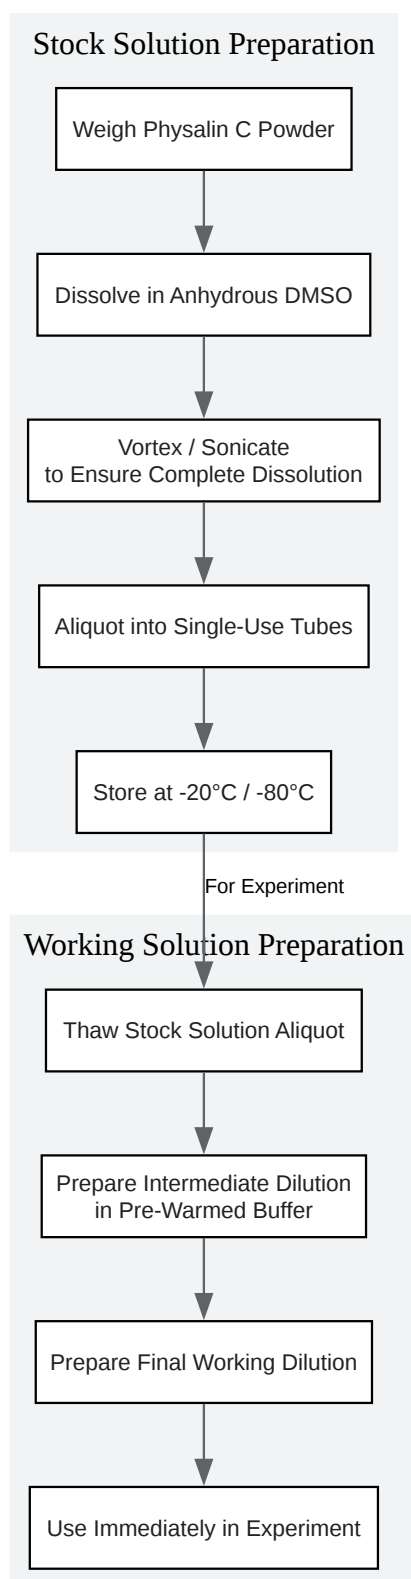 Stock Solution Preparation
Weigh Physalin C Powder
Dissolve in Anhydrous DMSO
Vortex / Sonicate
to Ensure Complete Dissolution
Aliquot into Single-Use Tubes
Store at -20°C / -80°C
For Experiment
Working Solution Preparation
Thaw Stock Solution Aliquot
Prepare Intermediate Dilution
in Pre-Warmed Buffer
Prepare Final Working Dilution
Use Immediately in Experiment